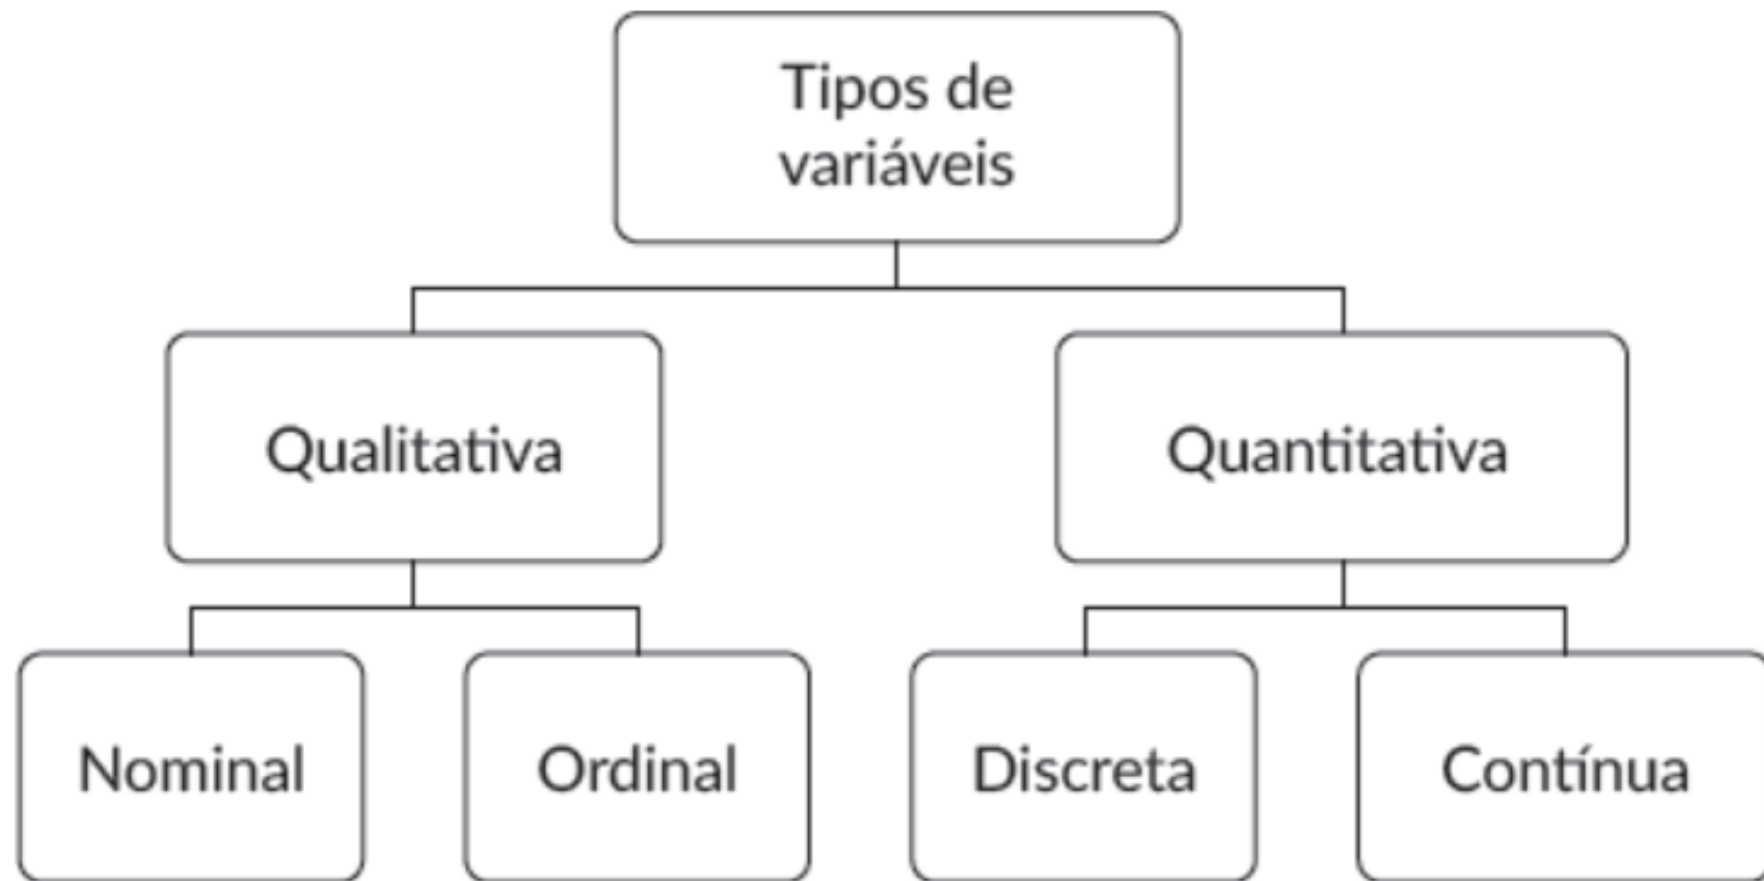 Tipos de
variáveis
Qualitativa
Quantitativa
Nominal
Ordinal
Discreta
Contínua